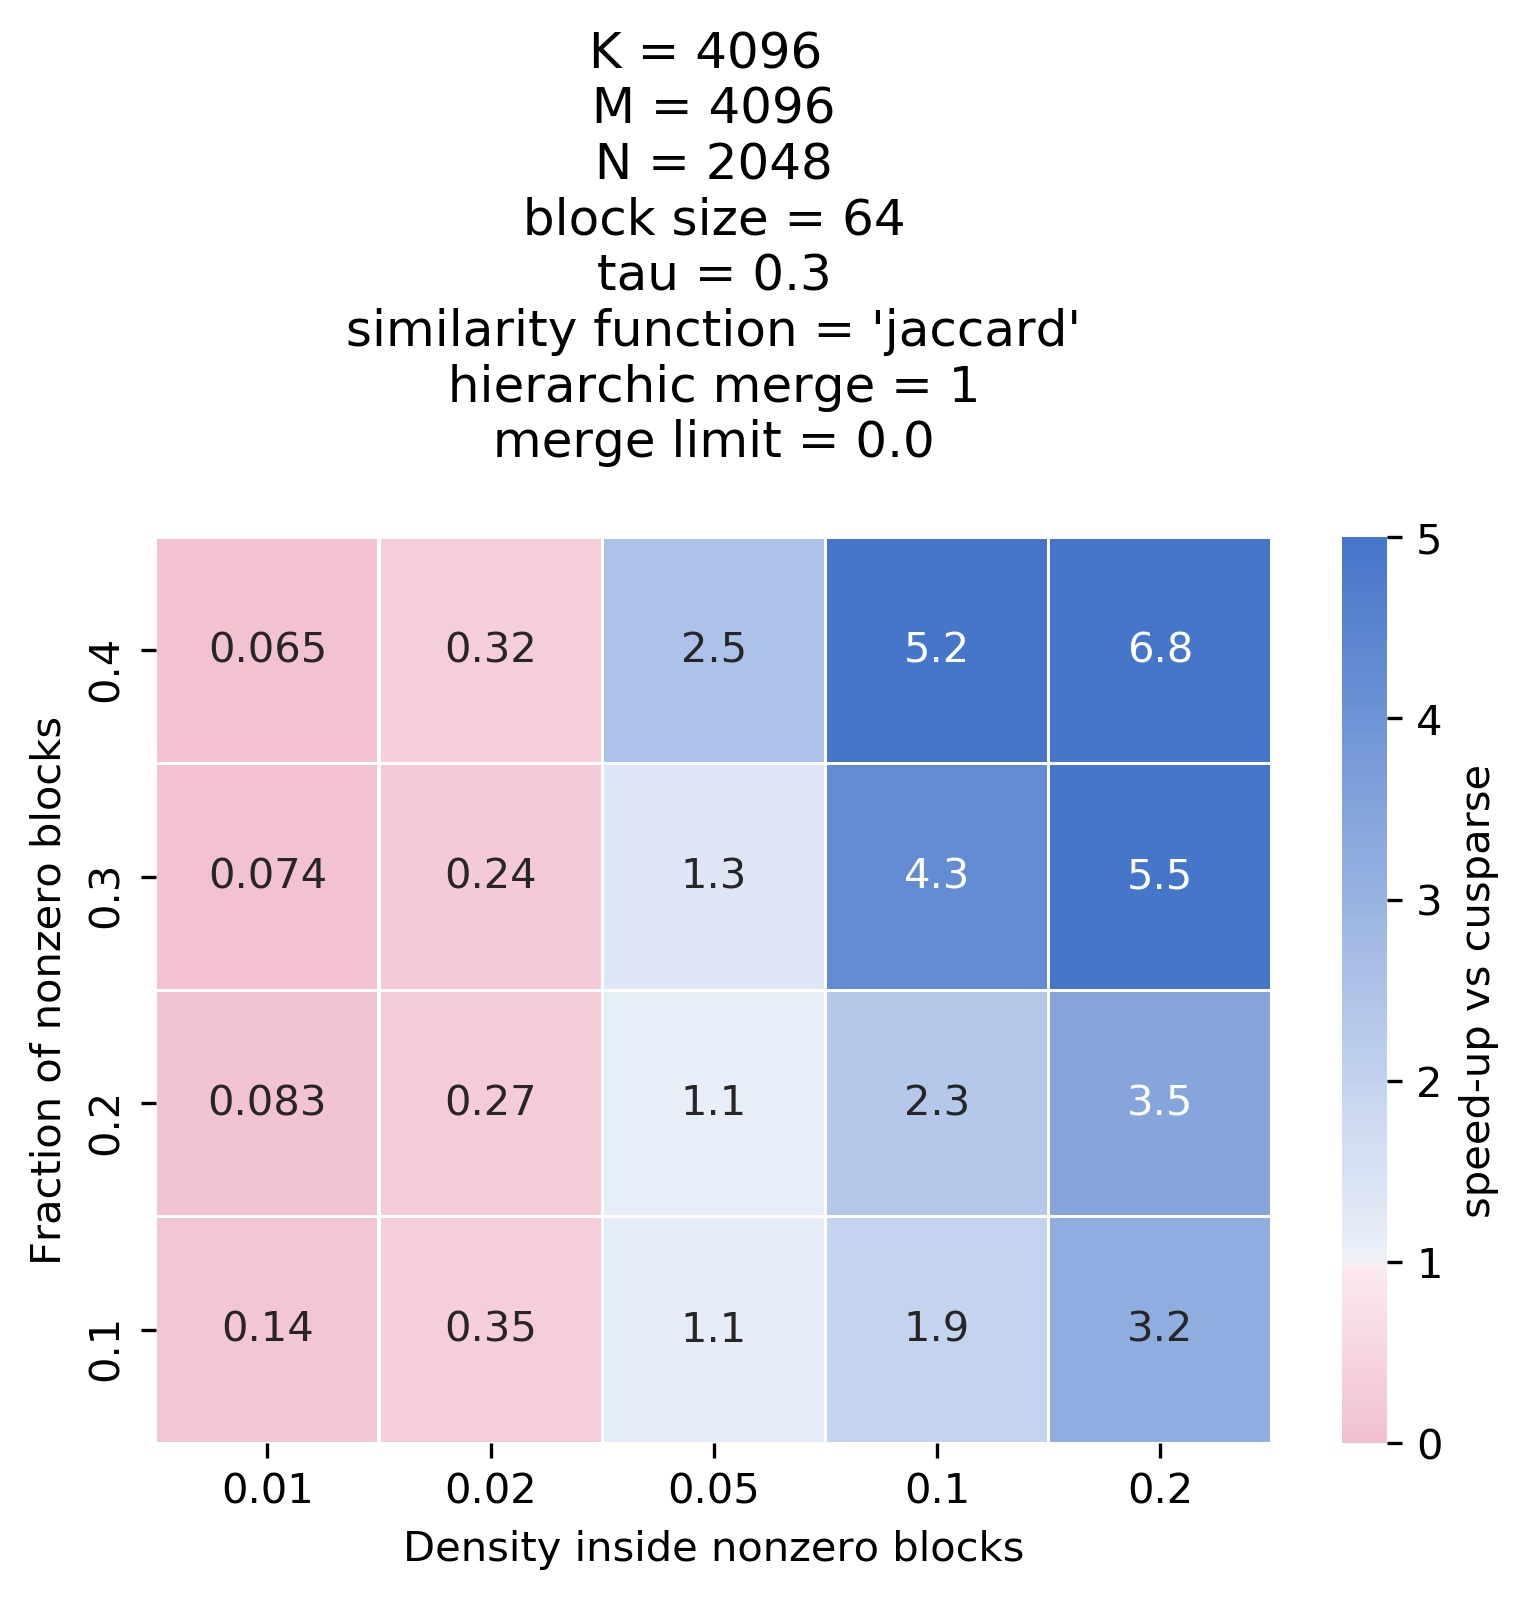 K = 4096
M = 4096
N = 2048
block size = 64
tau = 0.3
similarity function = 'jaccard'
hierarchic merge = 1
merge limit = 0.0
Fraction of nonzero blocks
0.4 0.065 0.32 2.5 5.2 6.8
0.3 0.074 0.24 1.3 4.3 5.5
0.2 0.083 0.27 1.1 2.3 3.5
0.1 0.14 0.35 1.1 1.9 3.2
0.01 0.02 0.05 0.1 0.2
Density inside nonzero blocks
5
4
3
2
1
0
speed-up vs cusparse